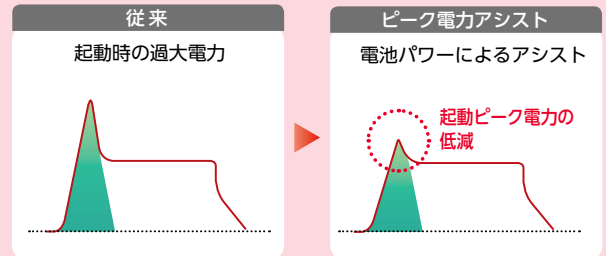 従来
起動時の過大電力
ピーク電力アシスト
電池パワーによるアシスト
起動ピーク電力の
低減